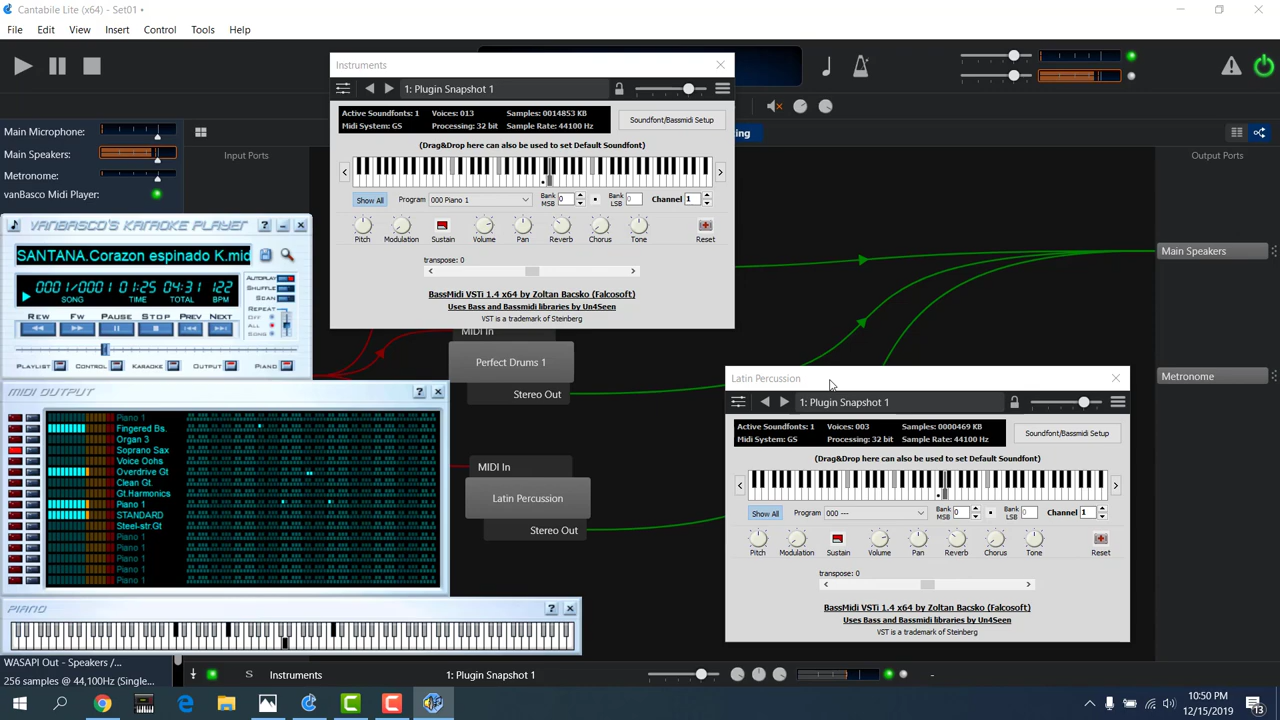 Cantabile Lite (x64) - Set01 •
File Edit View Insert Control Tools Help
Instruments
1: Plugin Snapshot 1
Active Soundfonts: 1 Voices: 013 Samples: 0014853 KB
Midi System: GS Processing: 32 bit Sample Rate: 44100 Hz
Soundfont/Bassmidi Setup
(Drag&Drop here can also be used to set Default Soundfont)
Show All Program 000 Piano 1 Bank MSB 0 Bank LSB 0 Channel 1
Pitch Modulation Sustain Volume Pan Reverb Chorus Tone Reset
transpose: 0
BassMidi VSTi 1.4 x64 by Zoltan Bacsko (Falcosoft)
Uses Bass and Bassmidi libraries by Un4Seen
VST is a trademark of Steinberg
Main Microphone:
Main Speakers:
Metronome:
vanBasco Midi Player:
Input Ports
Output Ports
Main Speakers
Metronome
VANBASCO'S KARAOKE PLAYER
SANTANA.Corazon espinado K.mid
0001/0001 01:25 04:31 122
SONG TIME TOTAL BPM
AUTOPLAY
SHUFFLE
SCAN
REPEAT
OFF
ALL
SONG
REW FW PAUSE STOP PREV NEXT
PLAYLIST CONTROL KARAOKE OUTPUT PIANO
MIDI In
Perfect Drums 1
Stereo Out
MIDI In
Latin Percussion
Stereo Out
MIDI OUTPUT
Piano 1
Fingered Bs.
Organ 3
Soprano Sax
Voice Oohs
Overdrive Gt
Clean Gt.
Gt.Harmonics
Piano 1
STANDARD
Steel-str.Gt
Piano 1
Piano 1
Piano 1
Piano 1
Piano 1
PIANO
Latin Percussion
1: Plugin Snapshot 1
Active Soundfonts: 1 Voices: 003 Samples: 0000469 KB
Midi System: GS Processing: 32 bit Sample Rate: 44100 Hz
Soundfont/Bassmidi Setup
(Drag&Drop here can also be used to set Default Soundfont)
Show All Program 000 --- Bank MSB 0 Bank LSB 0 Channel 1
Pitch Modulation Sustain Volume Pan Reverb Chorus Tone Reset
transpose: 0
BassMidi VSTi 1.4 x64 by Zoltan Bacsko (Falcosoft)
Uses Bass and Bassmidi libraries by Un4Seen
VST is a trademark of Steinberg
WASAPI Out - Speakers /...
256 samples @ 44,100Hz (Single...
S Instruments 1: Plugin Snapshot 1
10:50 PM
12/15/2019
13